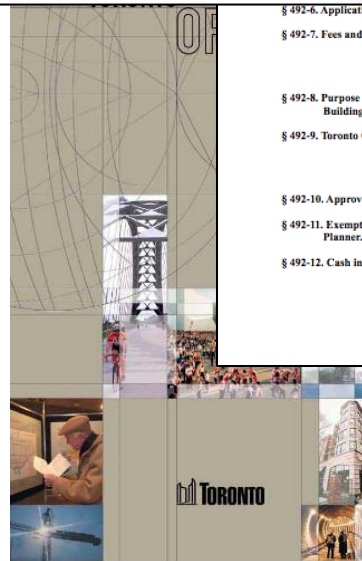 OF
§ 492-6. Applicat
§ 492-7. Fees and
§ 492-8. Purpose
Building
§ 492-9. Toronto
§ 492-10. Approv
§ 492-11. Exempt
Planner.
§ 492-12. Cash in
TORONTO